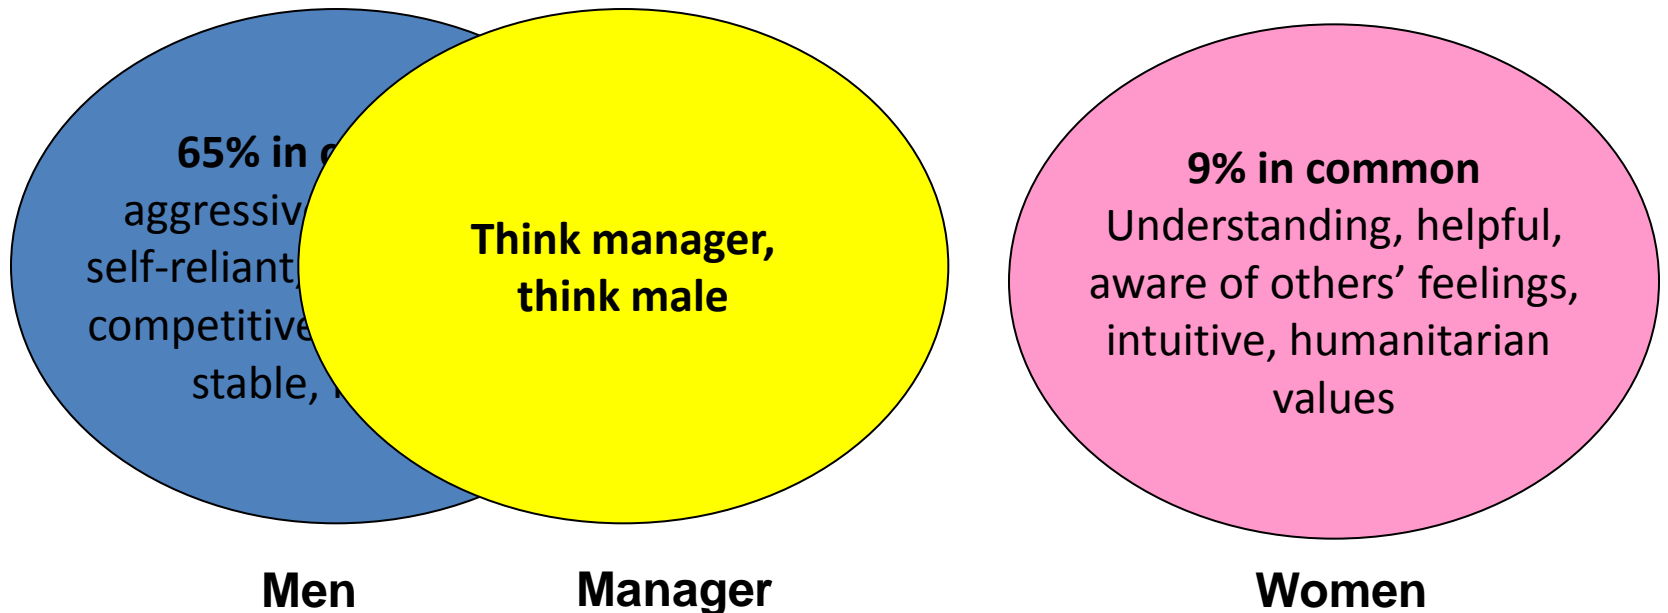 65% in
aggressiv
self-reliant,
competitive
stable,
Think manager,
think male
9% in common
Understanding, helpful,
aware of others’ feelings,
intuitive, humanitarian
values
Men
Manager
Women